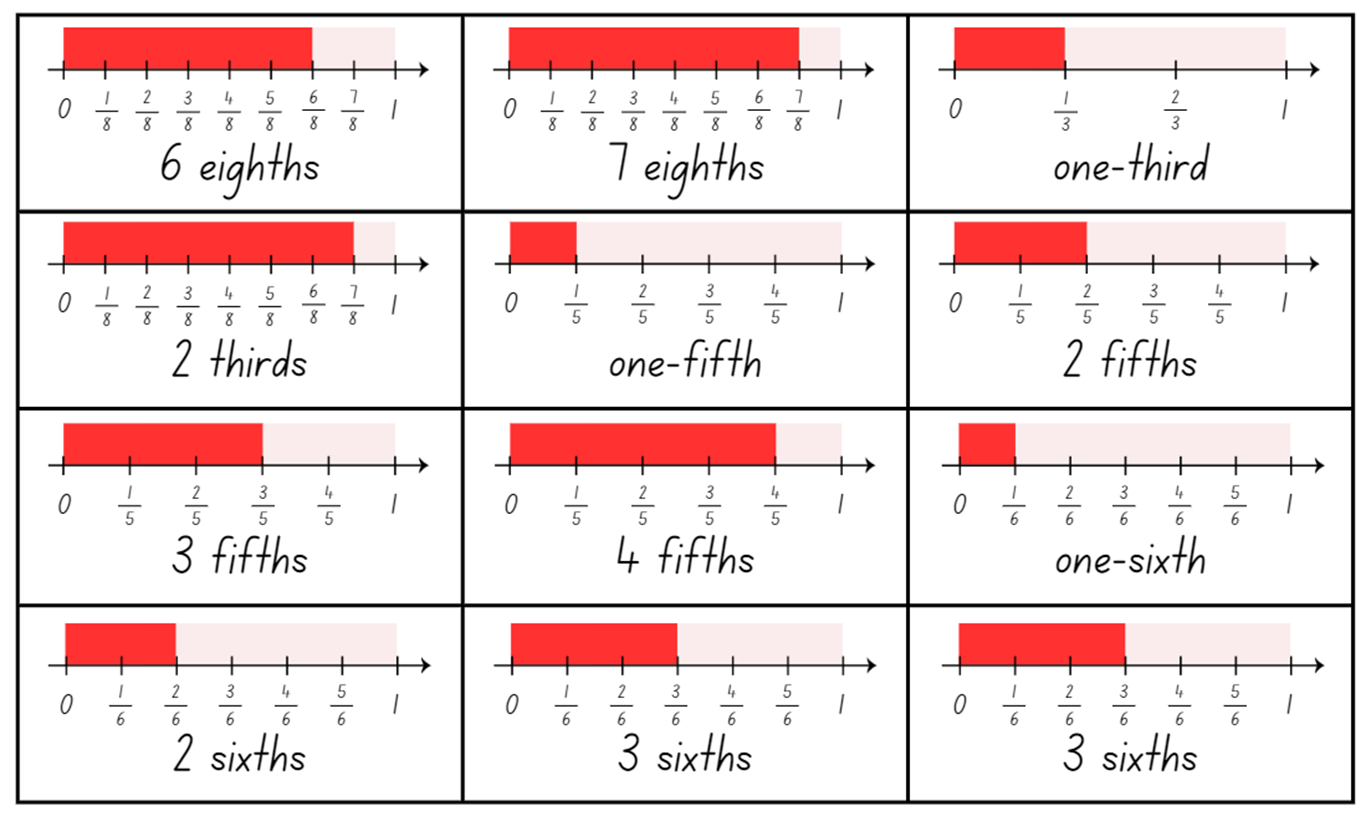 0 1/8 2/8 3/8 4/8 5/8 6/8 7/8 1
6 eighths
0 1/8 2/8 3/8 4/8 5/8 6/8 7/8 1
7 eighths
0 1/3 2/3 1
one-third
0 1/8 2/8 3/8 4/8 5/8 6/8 7/8 1
2 thirds
0 1/5 2/5 3/5 4/5 1
one-fifth
0 1/5 2/5 3/5 4/5 1
2 fifths
0 1/5 2/5 3/5 4/5 1
3 fifths
0 1/5 2/5 3/5 4/5 1
4 fifths
0 1/6 2/6 3/6 4/6 5/6 1
one-sixth
0 1/6 2/6 3/6 4/6 5/6 1
2 sixths
0 1/6 2/6 3/6 4/6 5/6 1
3 sixths
0 1/6 2/6 3/6 4/6 5/6 1
3 sixths